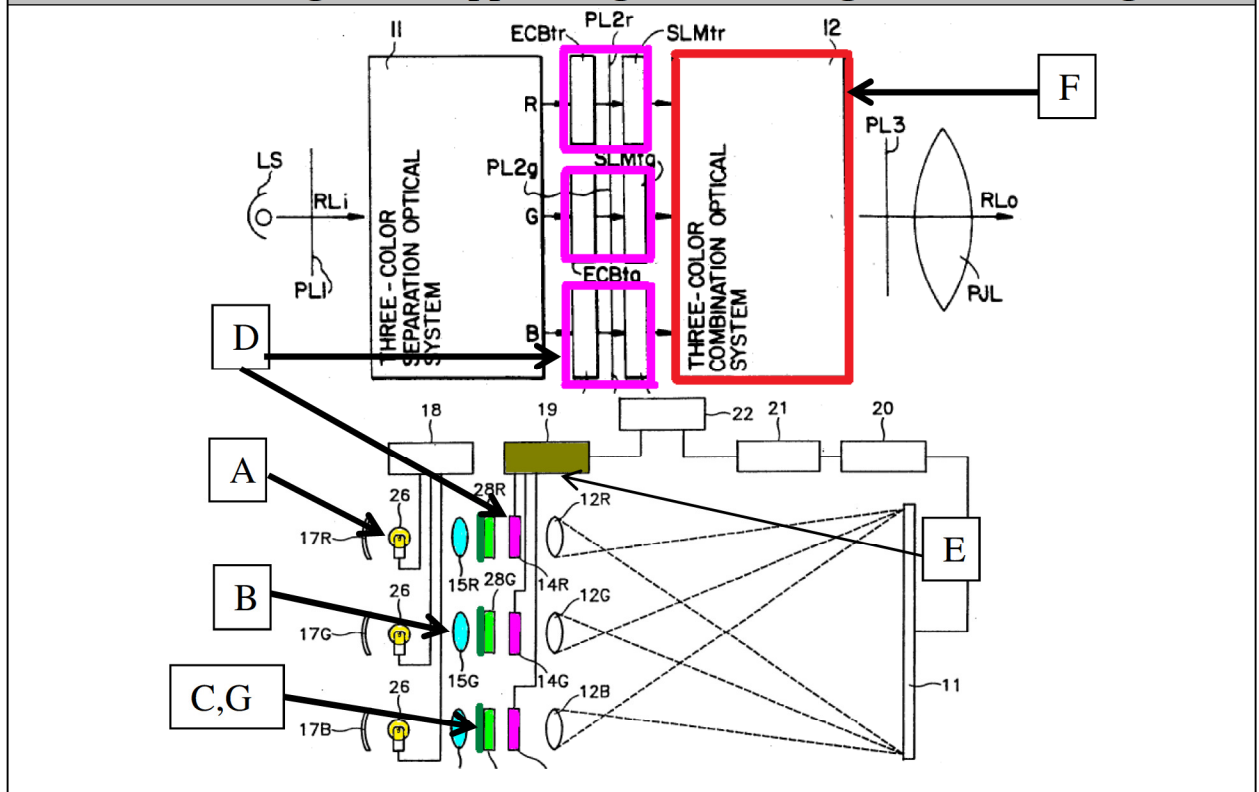 ECBtr PL2r SLMtr
11 12
F
R
PL3
LS
PL2g SLMtg
RLi G RLo
THREE-COLOR
SEPARATION OPTICAL
SYSTEM
THREE-COLOR
COMBINATION OPTICAL
SYSTEM
PL1 ECBtg PJL
B
D
18 19 22 21 20
A
26 28R 12R
17R
E
15R 14R
28G
B
26 12G
17G
15G 14G
C,G
26 12B 11
17B